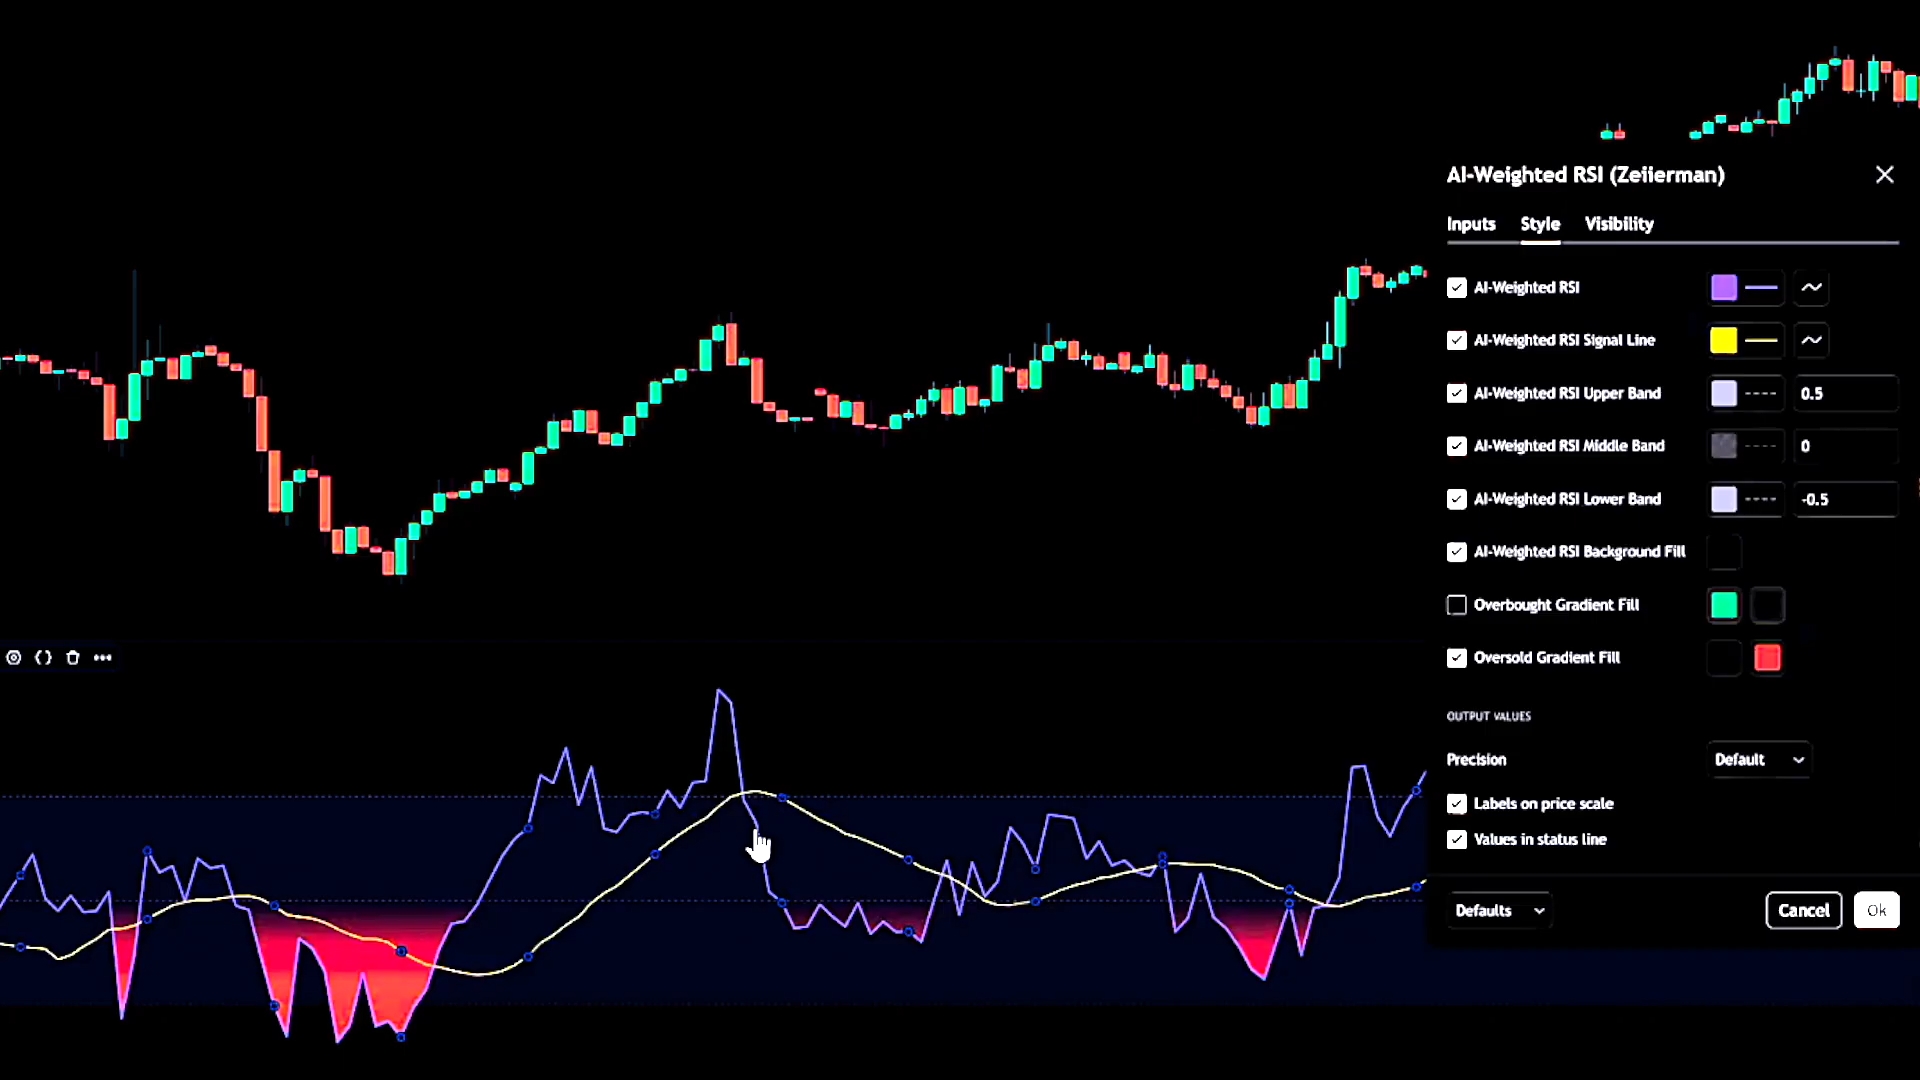 AI-Weighted RSI (Zeiierman)
Inputs Style Visibility
AI-Weighted RSI
AI-Weighted RSI Signal Line
AI-Weighted RSI Upper Band 0.5
AI-Weighted RSI Middle Band 0
AI-Weighted RSI Lower Band -0.5
AI-Weighted RSI Background Fill
Overbought Gradient Fill
Oversold Gradient Fill
OUTPUT VALUES
Precision Default
Labels on price scale
Values in status line
Defaults Cancel Ok